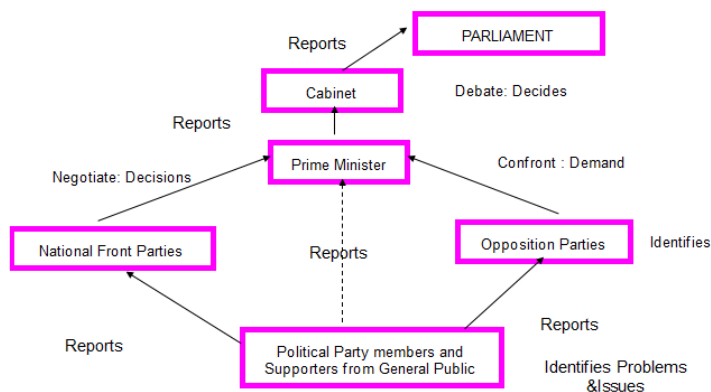 PARLIAMENT
Reports
Cabinet
Debate: Decides
Reports
Prime Minister
Confront : Demand
Negotiate: Decisions
National Front Parties
Reports
Opposition Parties
Identifies
Reports
Reports
Political Party members and
Supporters from General Public
Identifies Problems
&Issues